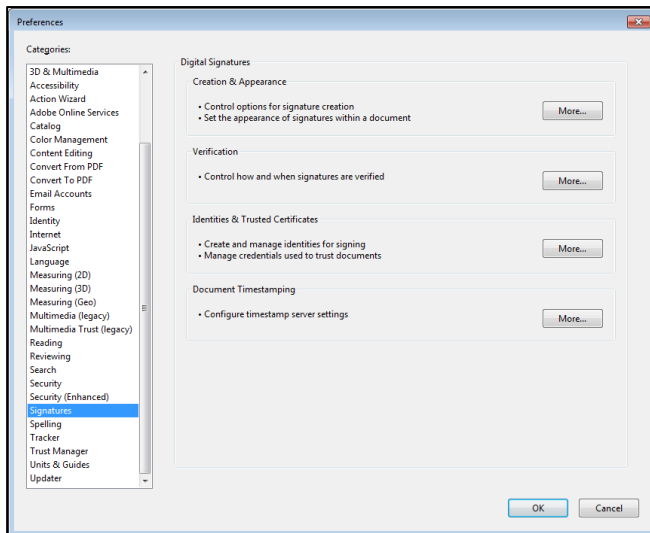 Preferences
Categories:
3D & Multimedia
Accessibility
Action Wizard
Adobe Online Services
Catalog
Color Management
Content Editing
Convert From PDF
Convert To PDF
Email Accounts
Forms
Identity
Internet
JavaScript
Language
Measuring (2D)
Measuring (3D)
Measuring (Geo)
Multimedia (legacy)
Multimedia Trust (legacy)
Reading
Reviewing
Search
Security
Security (Enhanced)
Signatures
Spelling
Tracker
Trust Manager
Units & Guides
Updater
Digital Signatures
Creation & Appearance
• Control options for signature creation
• Set the appearance of signatures within a document
More...
Verification
• Control how and when signatures are verified
More...
Identities & Trusted Certificates
• Create and manage identities for signing
• Manage credentials used to trust documents
More...
Document Timestamping
• Configure timestamp server settings
More...
OK
Cancel